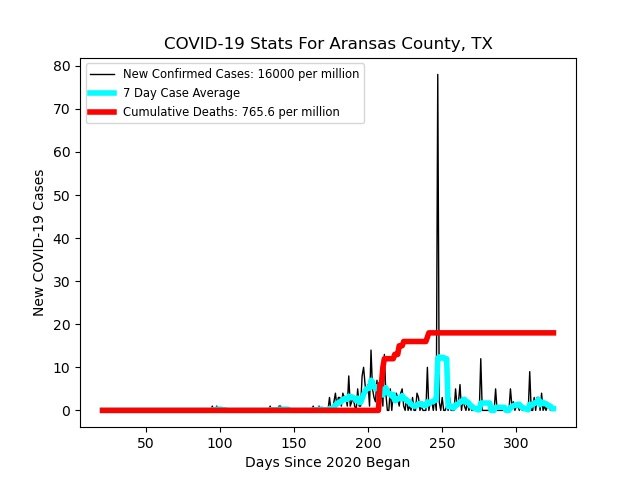 COVID-19 Stats For Aransas County, TX
New Confirmed Cases: 16000 per million
7 Day Case Average
Cumulative Deaths: 765.6 per million
New COVID-19 Cases
80
70
60
50
40
30
20
10
0
50 100 150 200 250 300
Days Since 2020 Began